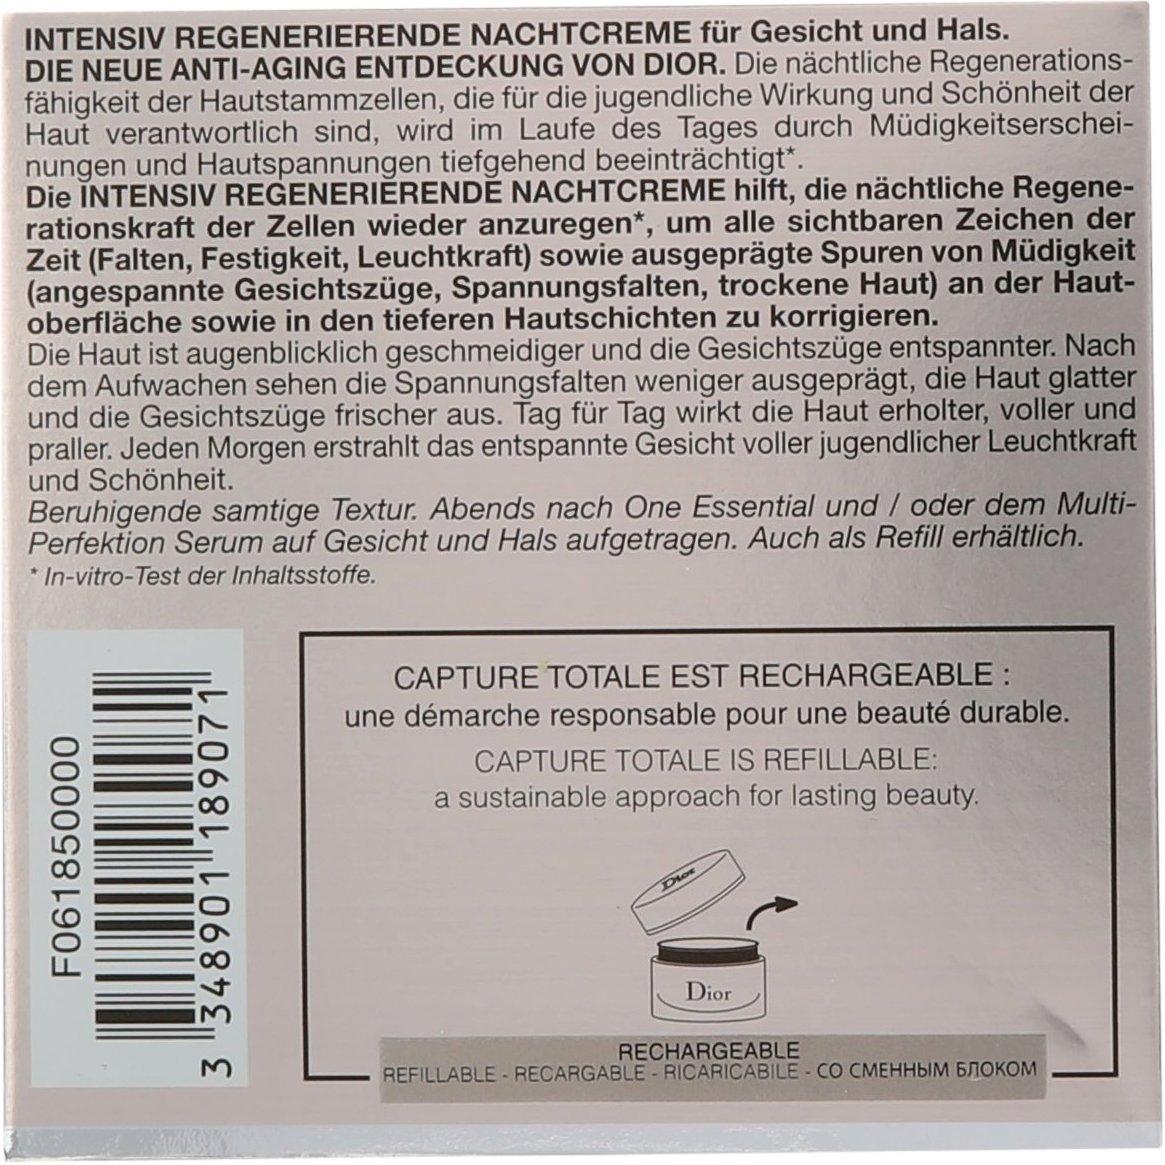 INTENSIV REGENERIERENDE NACHTCREME für Gesicht und Hals.
DIE NEUE ANTI-AGING ENTDECKUNG VON DIOR. Die nächtliche Regenerations-
fähigkeit der Hautstammzellen, die für die jugendliche Wirkung und Schönheit der
Haut verantwortlich sind, wird im Laufe des Tages durch Müdigkeitserschei-
nungen und Hautspannungen tiefgehend beeinträchtigt*.
Die INTENSIV REGENERIERENDE NACHTCREME hilft, die nächtliche Regene-
rationskraft der Zellen wieder anzuregen*, um alle sichtbaren Zeichen der
Zeit (Falten, Festigkeit, Leuchtkraft) sowie ausgeprägte Spuren von Müdigkeit
(angespannte Gesichtszüge, Spannungsfalten, trockene Haut) an der Haut-
oberfläche sowie in den tieferen Hautschichten zu korrigieren.
Die Haut ist augenblicklich geschmeidiger und die Gesichtszüge entspannter. Nach
dem Aufwachen sehen die Spannungsfalten weniger ausgeprägt, die Haut glatter
und die Gesichtszüge frischer aus. Tag für Tag wirkt die Haut erholter, voller und
praller. Jeden Morgen erstrahlt das entspannte Gesicht voller jugendlicher Leuchtkraft
und Schönheit.
Beruhigende samtige Textur. Abends nach One Essential und / oder dem Multi-
Perfektion Serum auf Gesicht und Hals aufgetragen. Auch als Refill erhältlich.
* In-vitro-Test der Inhaltsstoffe.
F061850000
3 348901 189071
CAPTURE TOTALE EST RECHARGEABLE :
une démarche responsable pour une beauté durable.
CAPTURE TOTALE IS REFILLABLE:
a sustainable approach for lasting beauty.
Dior
Dior
RECHARGEABLE
REFILLABLE - RECARGABLE - RICARICABILE - СО СМЕННЫМ БЛОКОМ